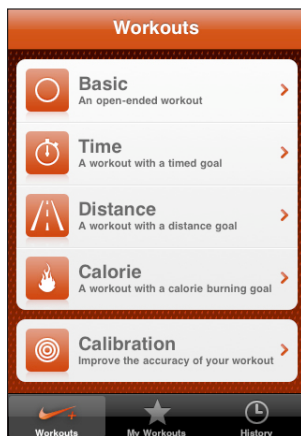 Workouts
Basic
An open-ended workout
Time
A workout with a timed goal
Distance
A workout with a distance goal
Calorie
A workout with a calorie burning goal
Calibration
Improve the accuracy of your workout
Workouts My Workouts History